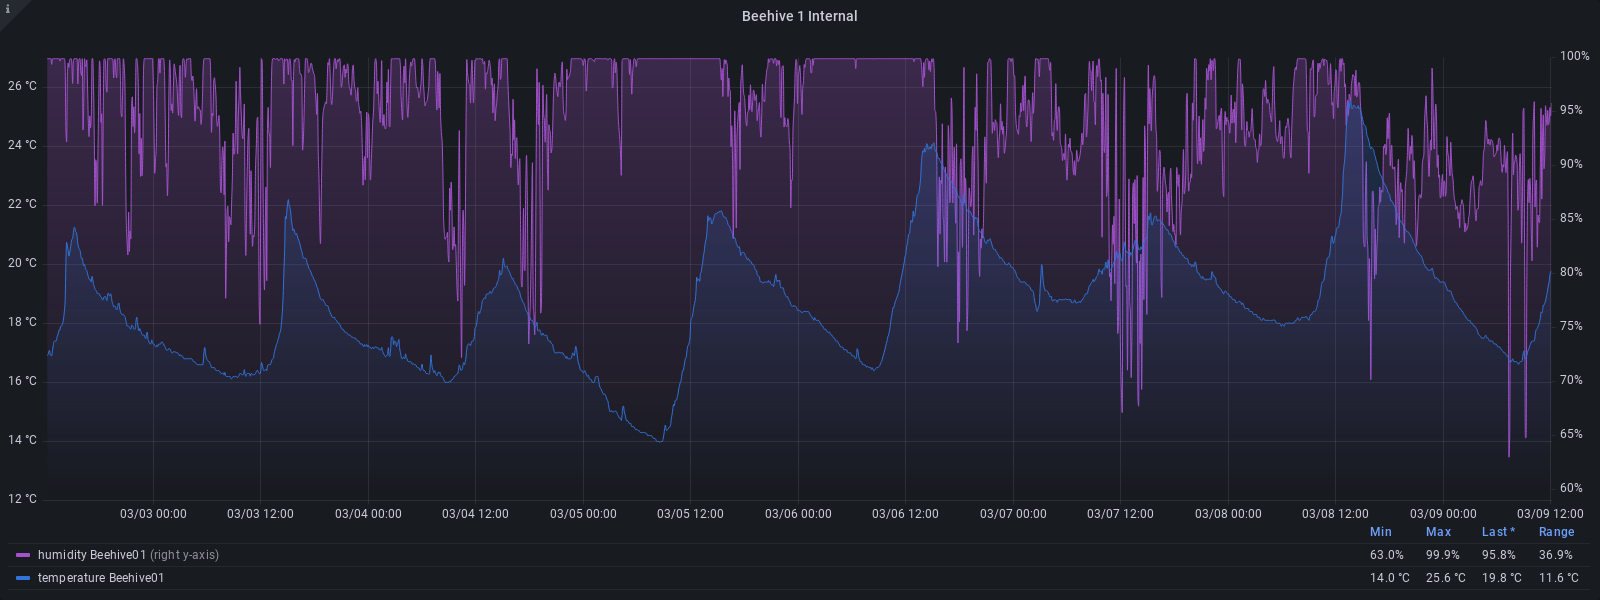 i
Beehive 1 Internal
26 °C
24 °C
22 °C
20 °C
18 °C
16 °C
14 °C
12 °C
100%
95%
90%
85%
80%
75%
70%
65%
60%
03/03 00:00 03/03 12:00 03/04 00:00 03/04 12:00 03/05 00:00 03/05 12:00 03/06 00:00 03/06 12:00 03/07 00:00 03/07 12:00 03/08 00:00 03/08 12:00 03/09 00:00 03/09 12:00
Min Max Last * Range
humidity Beehive01 (right y-axis) 63.0% 99.9% 95.8% 36.9%
temperature Beehive01 14.0 °C 25.6 °C 19.8 °C 11.6 °C